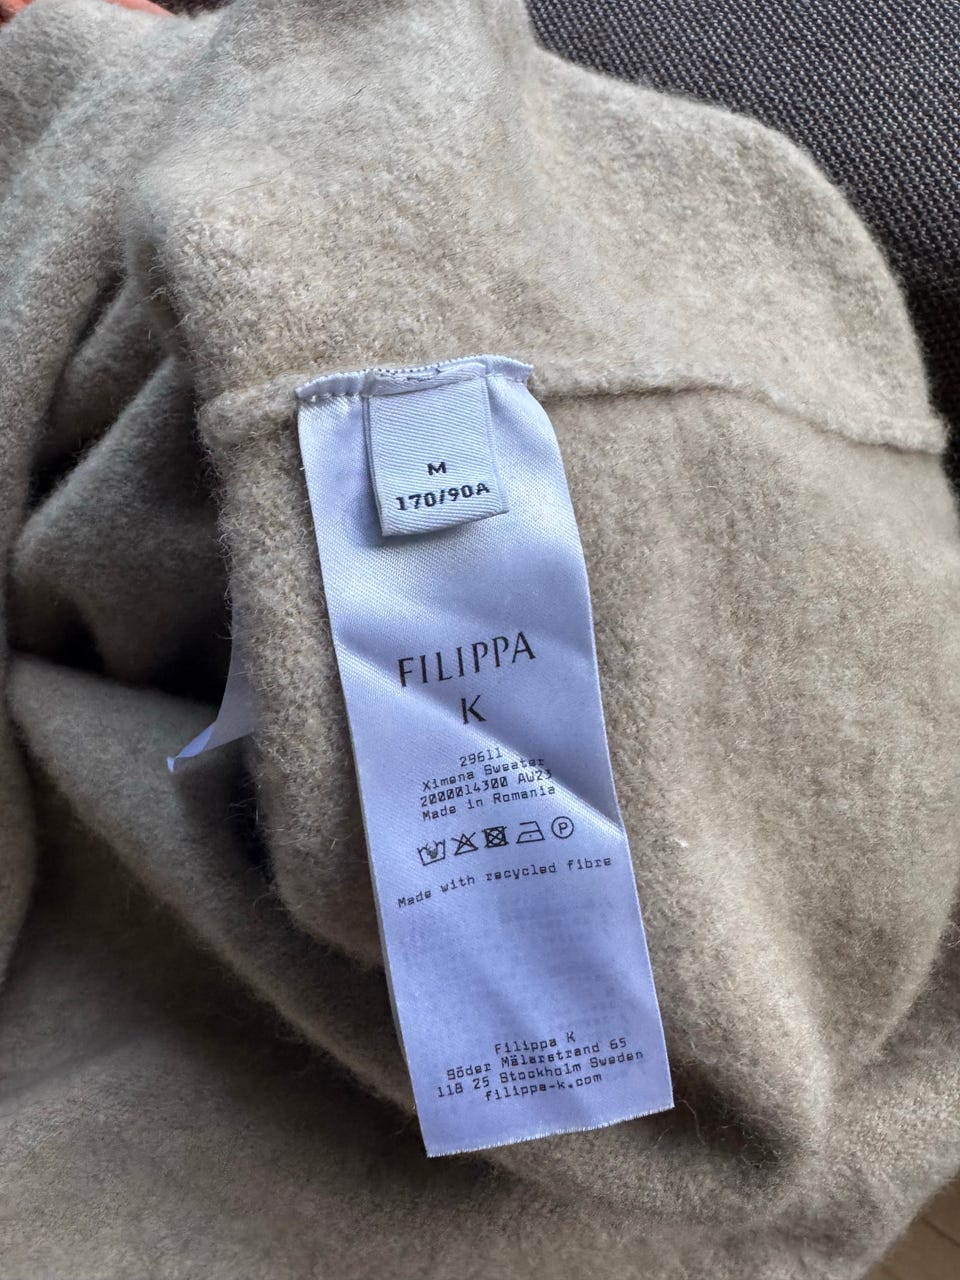 M
170/90A
FILIPPA
K
29611
Ximena Sweater
2000014300 AW23
Made in Romania
P
Made with recycled fibre
Filippa K
Söder Mälarstrand 65
118 25 Stockholm Sweden
filippa-k.com